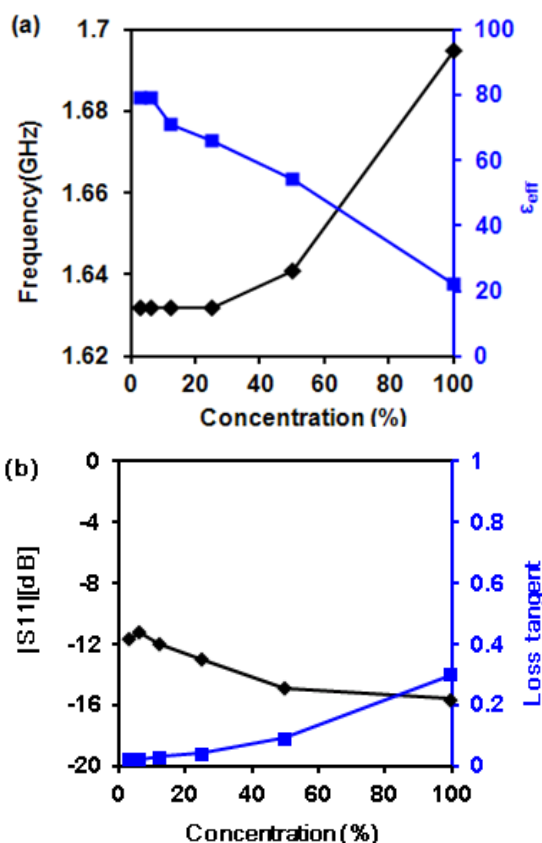 (a)
1.7
1.68
1.66
1.64
1.62
Frequency(GHz)
100
80
60
40
20
0
εeff
0 20 40 60 80 100
Concentration (%)
(b)
0
-4
-8
-12
-16
-20
|S11|[dB]
1
0.8
0.6
0.4
0.2
0
Loss tangent
0 20 40 60 80 100
Concentration (%)